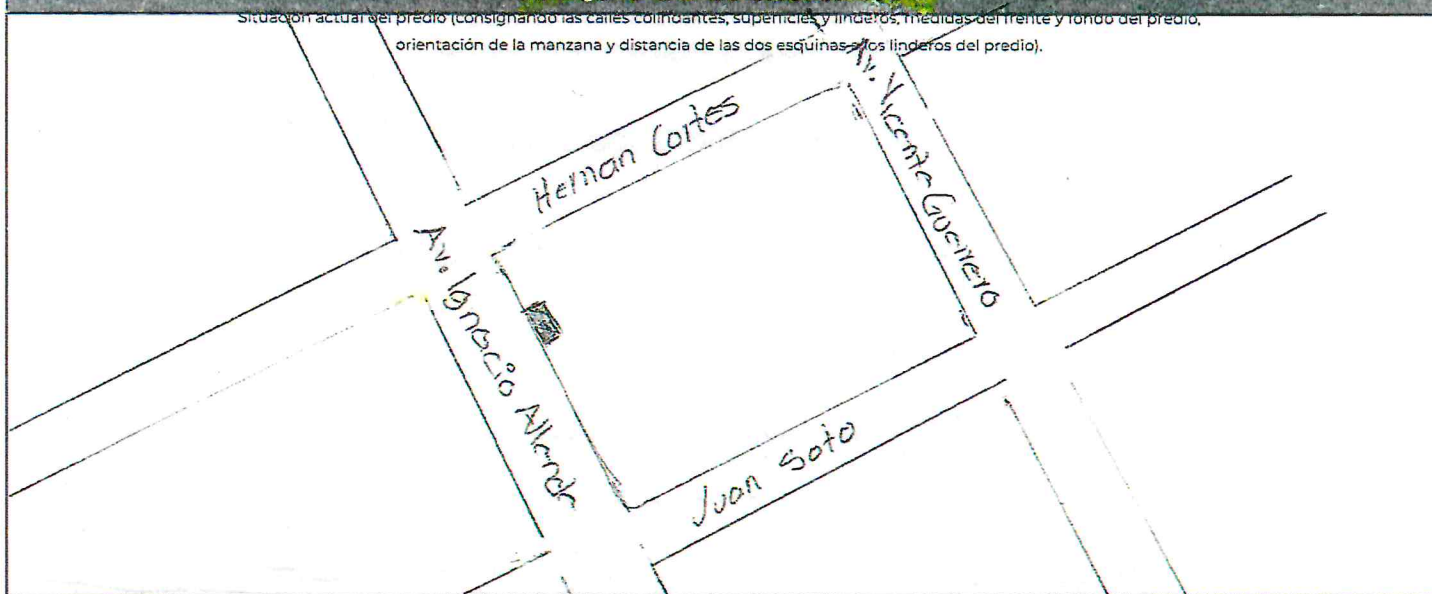 Situación actual del predio (consignando las calles colindantes, superficies y linderos, medidas del frente y fondo del predio,
orientación de la manzana y distancia de las dos esquinas a los linderos del predio).
Hernan Cortes
Av. Vicente Guerrero
Av. Ignacio Allende
Juan Soto